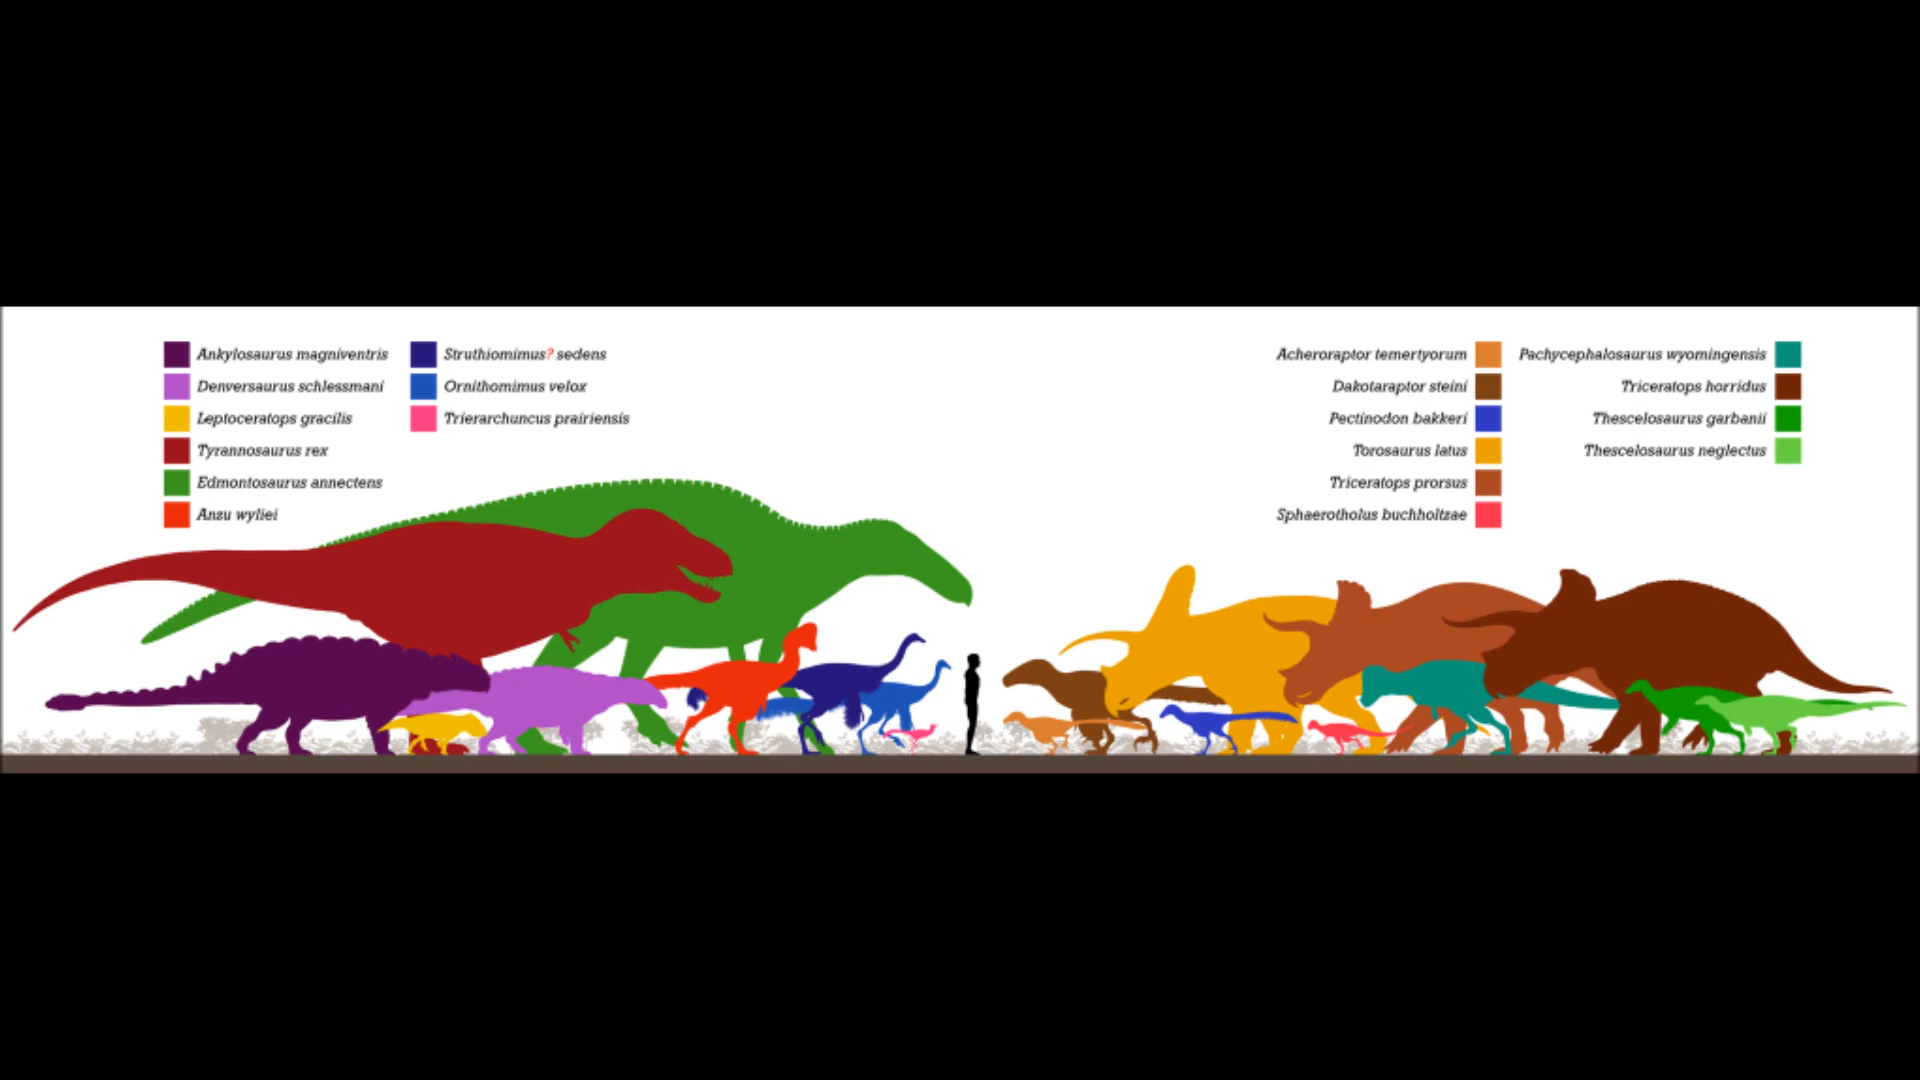 Ankylosaurus magniventris
Denversaurus schlessmani
Leptoceratops gracilis
Tyrannosaurus rex
Edmontosaurus annectens
Anzu wyliei
Struthiomimus? sedens
Ornithomimus velox
Trierarchuncus prairiensis
Acheroraptor temertyorum
Dakotaraptor steini
Pectinodon bakkeri
Torosaurus latus
Triceratops prorsus
Sphaerotholus buchholtzae
Pachycephalosaurus wyomingensis
Triceratops horridus
Thescelosaurus garbanii
Thescelosaurus neglectus